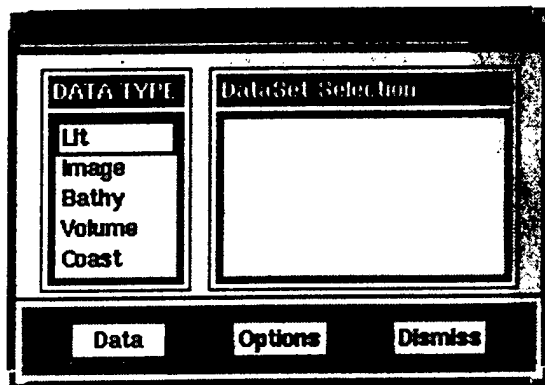 DATA TYPE
DataSet Selection
Lit
Image
Bathy
Volume
Coast
Data
Options
Dismiss